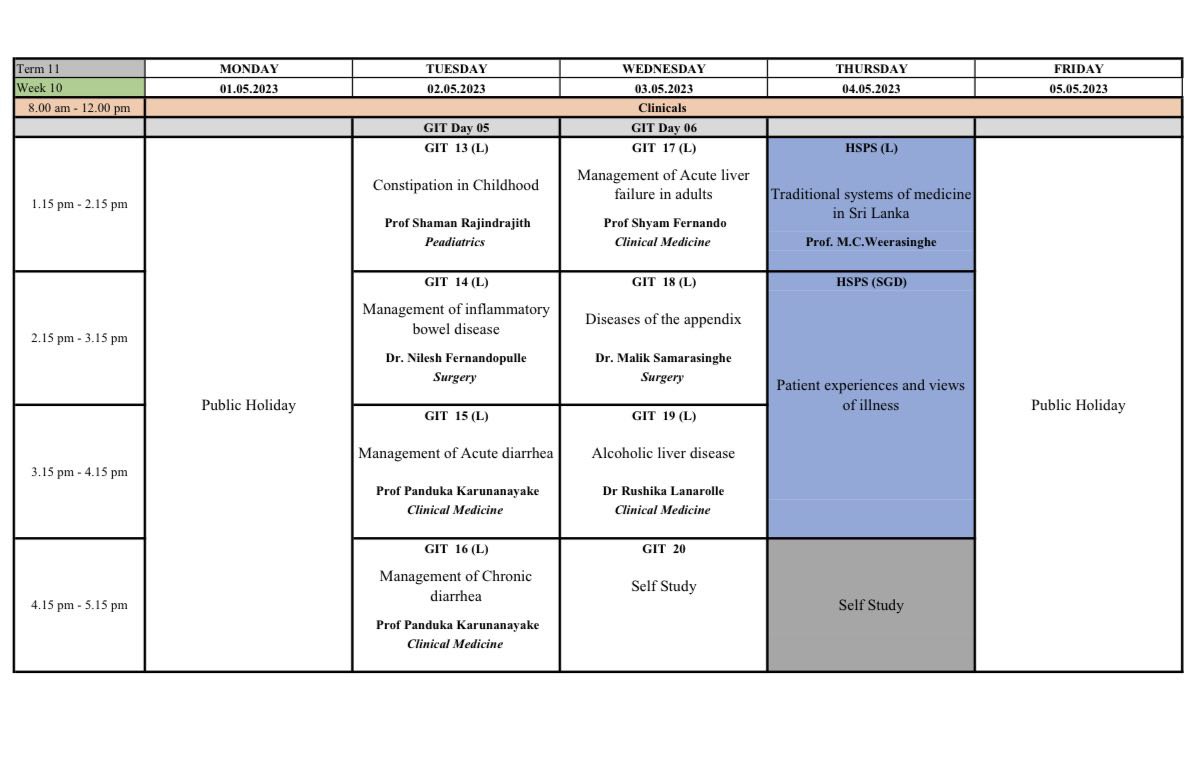 Term 11 MONDAY TUESDAY WEDNESDAY THURSDAY FRIDAY
Week 10 01.05.2023 02.05.2023 03.05.2023 04.05.2023 05.05.2023
8.00 am - 12.00 pm Clinicals
GIT Day 05 GIT Day 06
1.15 pm - 2.15 pm
GIT 13 (L)
Constipation in Childhood
Prof Shaman Rajindrajith
Peadiatrics
GIT 17 (L)
Management of Acute liver
failure in adults
Prof Shyam Fernando
Clinical Medicine
HSPS (L)
Traditional systems of medicine
in Sri Lanka
Prof. M.C.Weerasinghe
2.15 pm - 3.15 pm
GIT 14 (L)
Management of inflammatory
bowel disease
Dr. Nilesh Fernandopulle
Surgery
GIT 18 (L)
Diseases of the appendix
Dr. Malik Samarasinghe
Surgery
HSPS (SGD)
Patient experiences and views
of illness
Public Holiday
Public Holiday
3.15 pm - 4.15 pm
GIT 15 (L)
Management of Acute diarrhea
Prof Panduka Karunanayake
Clinical Medicine
GIT 19 (L)
Alcoholic liver disease
Dr Rushika Lanarolle
Clinical Medicine
4.15 pm - 5.15 pm
GIT 16 (L)
Management of Chronic
diarrhea
Prof Panduka Karunanayake
Clinical Medicine
GIT 20
Self Study
Self Study